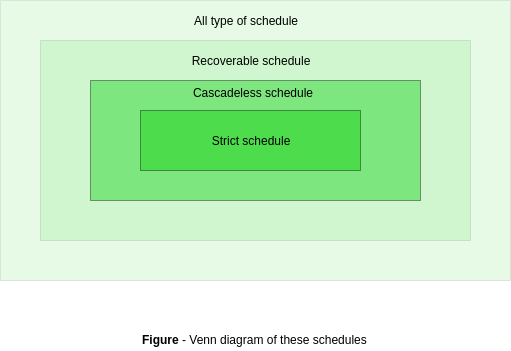 All type of schedule
Recoverable schedule
Cascadeless schedule
Strict schedule
Figure - Venn diagram of these schedules